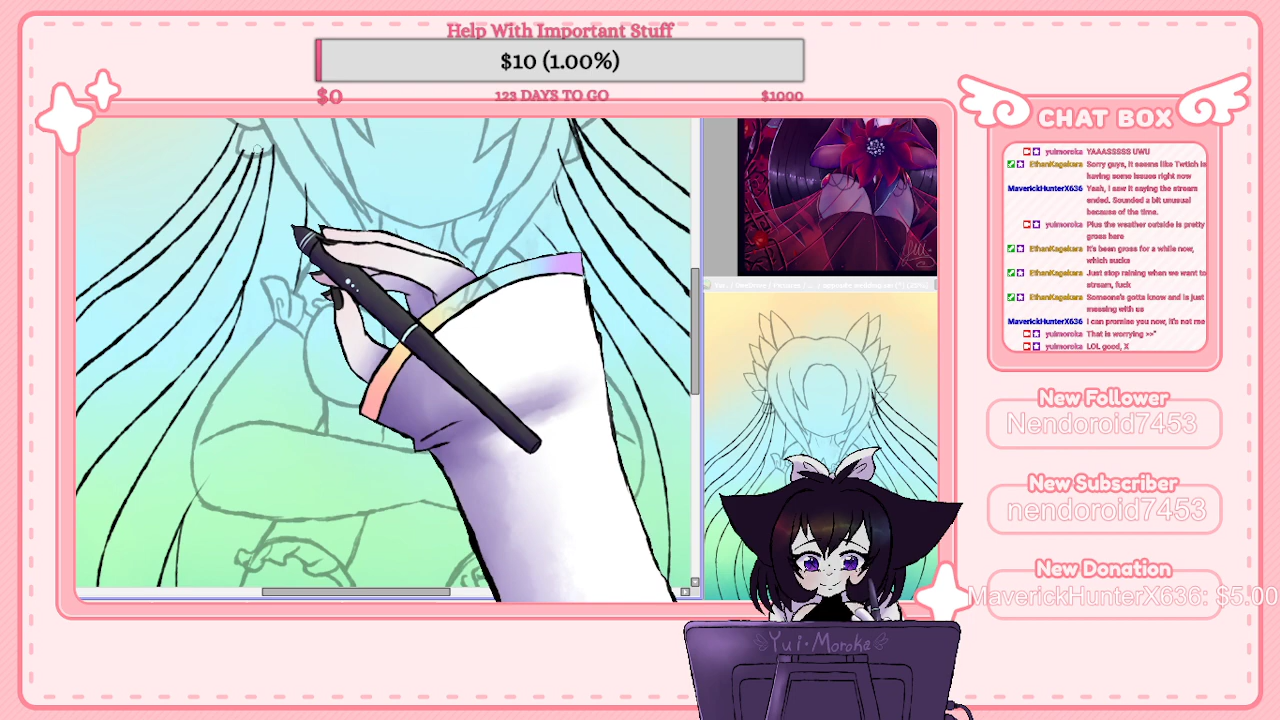 Help With Important Stuff
$10 (1.00%)
$0
123 DAYS TO GO
$1000
CHAT BOX
yuimoroka YAAASSSSS UWU
EthanKagekara Sorry guys, it seems like Twtich is
having some issues right now
MaverickHunterX636 Yeah, I saw it saying the stream
ended. Sounded a bit unusual
because of the time.
yuimoroka Plus the weather outside is pretty
gross here
EthanKagekara It's been gross for a while now,
which sucks
EthanKagekara Just stop raining when we want to
stream, fuck
EthanKagekara Someone's gotta know and is just
messing with us
MaverickHunterX636 I can promise you now, it's not me
yuimoroka That is worrying >>"
yuimoroka LOL good, X
New Follower
Nendoroid7453
New Subscriber
nendoroid7453
New Donation
MaverickHunterX636: $5.00
Yui・Moroka